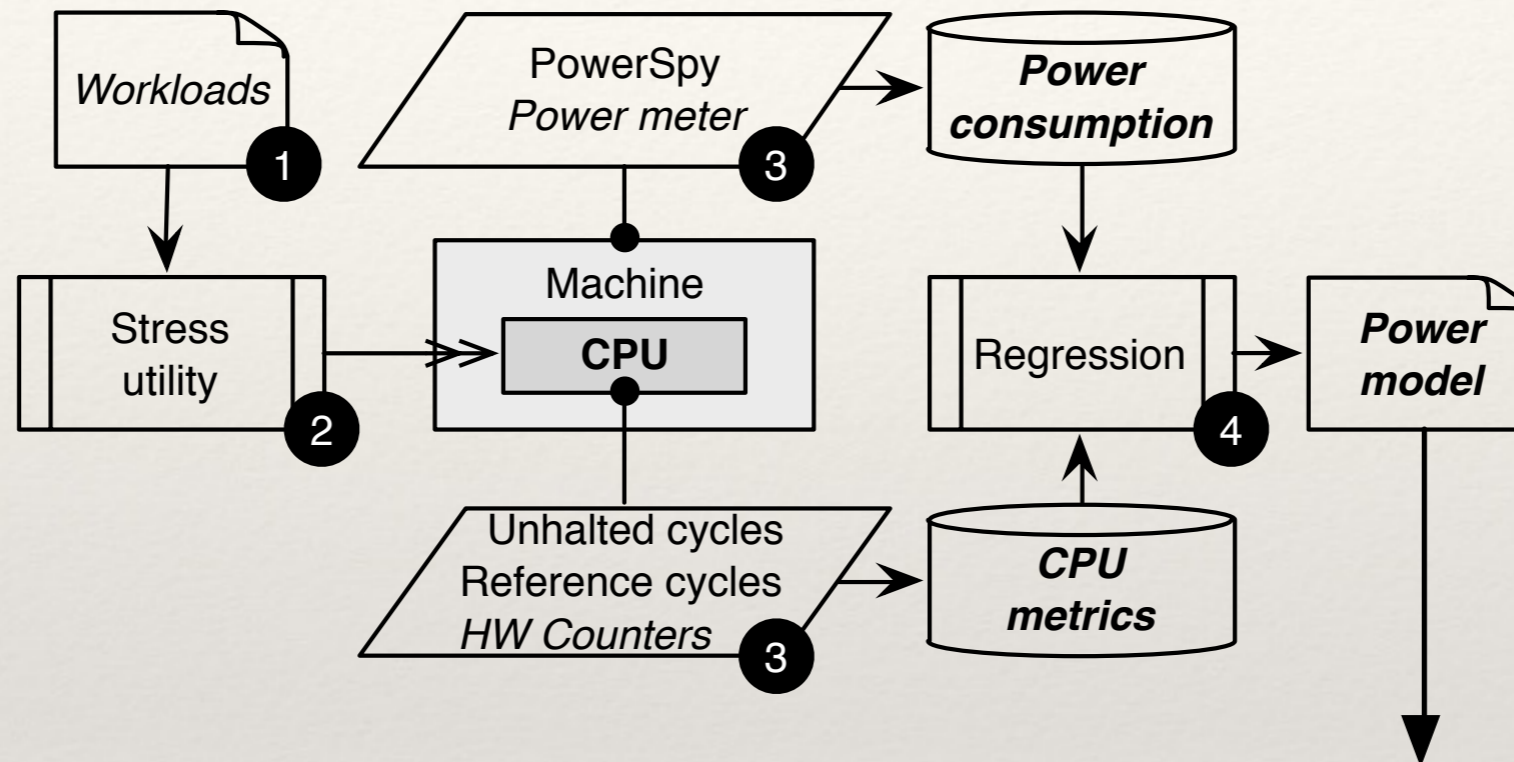 Workloads
1
PowerSpy
Power meter
3
Power
consumption
Stress
utility
2
Machine
CPU
Regression
4
Power
model
Unhalted cycles
Reference cycles
HW Counters
3
CPU
metrics